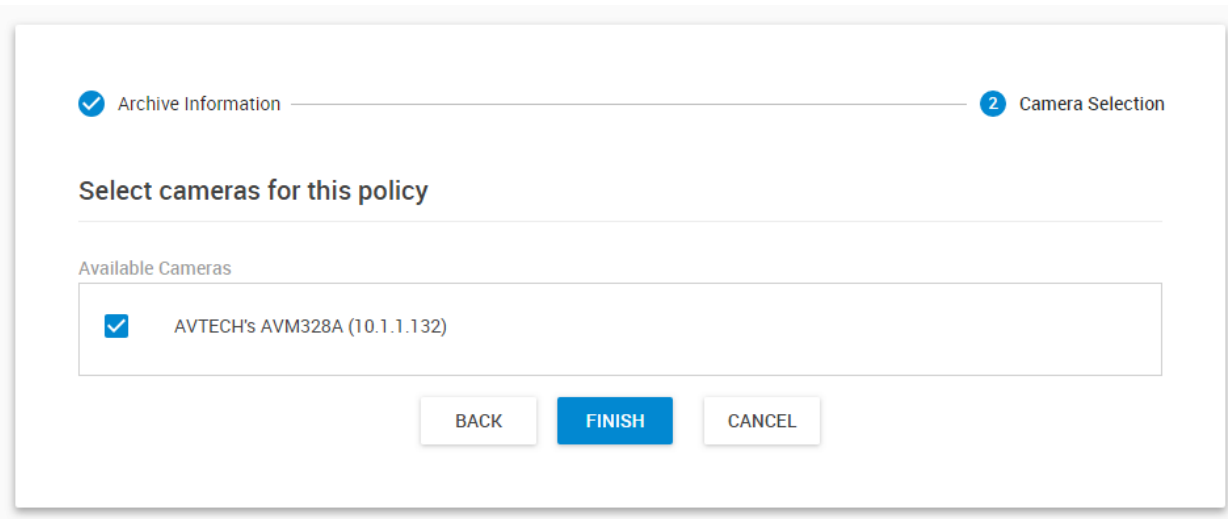 Archive Information
2 Camera Selection
Select cameras for this policy
Available Cameras
AVTECH's AVM328A (10.1.1.132)
BACK FINISH CANCEL